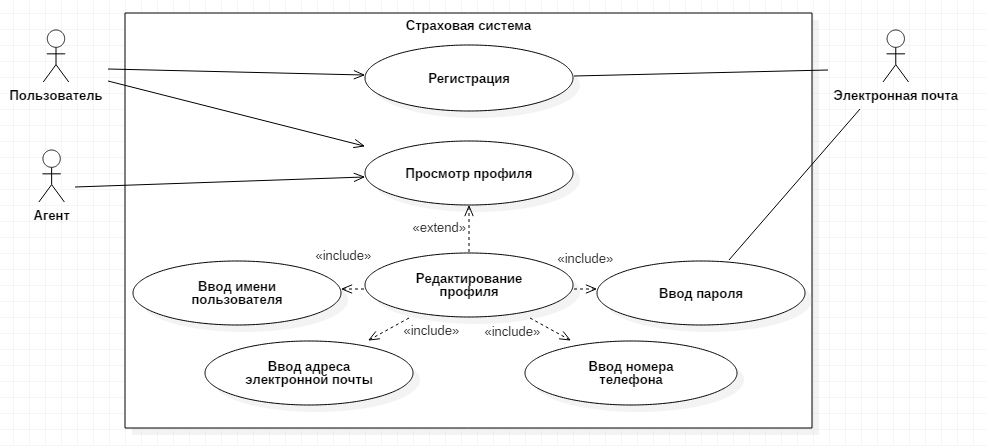 Страховая система
Пользователь
Регистрация
Электронная почта
Агент
Просмотр профиля
«extend»
«include»
«include»
Ввод имени
пользователя
Редактирование
профиля
Ввод пароля
«include»
«include»
Ввод адреса
электронной почты
Ввод номера
телефона